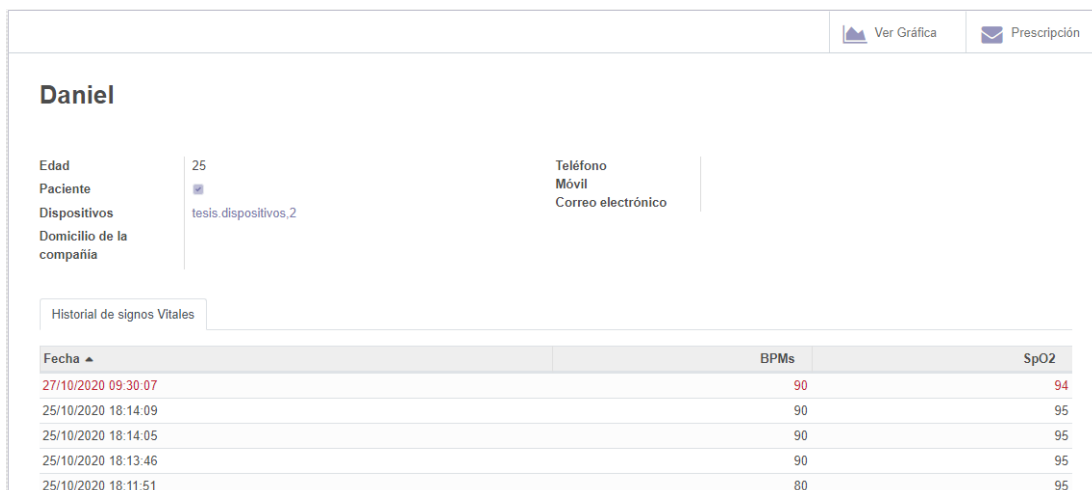 Ver Gráfica Prescripción
Daniel
Edad 25
Paciente
Dispositivos tesis.dispositivos,2
Domicilio de la
compañía
Teléfono
Móvil
Correo electrónico
Historial de signos Vitales
Fecha BPMs SpO2
27/10/2020 09:30:07 90 94
25/10/2020 18:14:09 90 95
25/10/2020 18:14:05 90 95
25/10/2020 18:13:46 90 95
25/10/2020 18:11:51 80 95